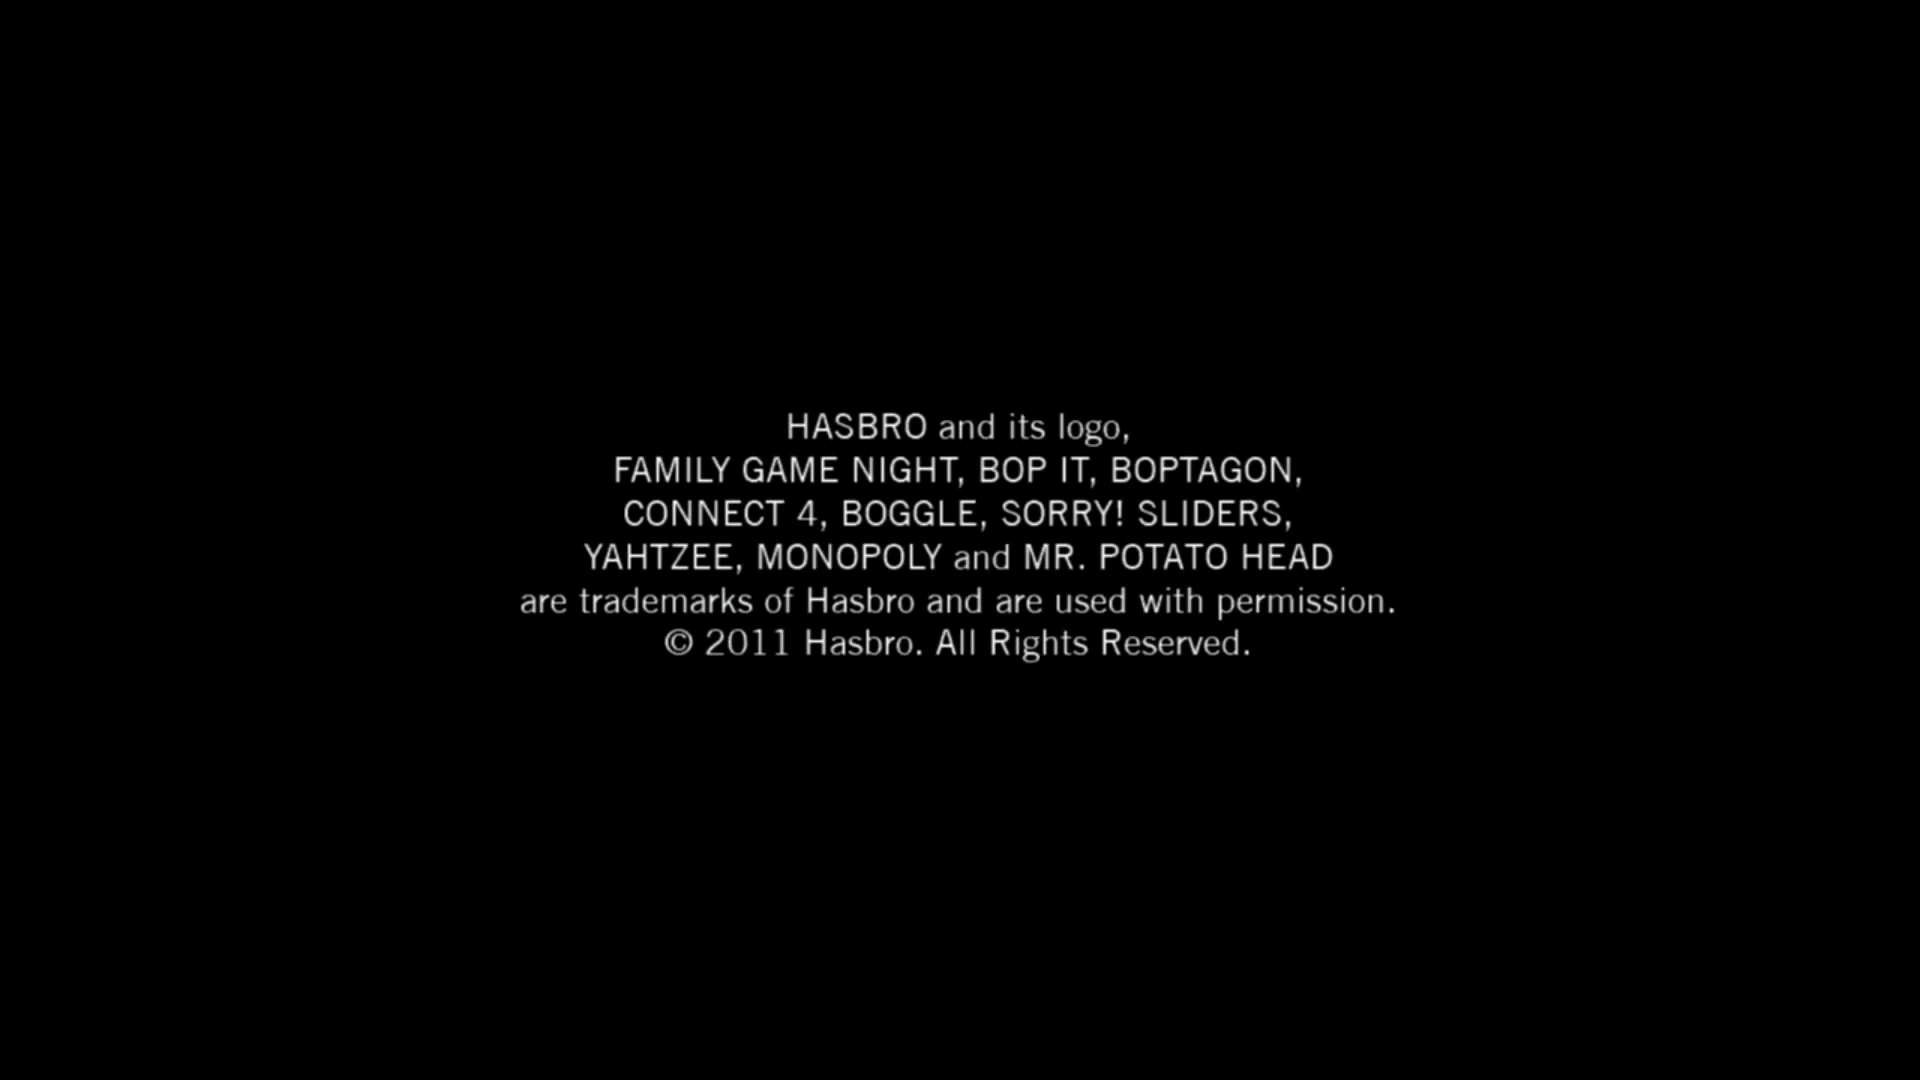 HASBRO and its logo,
FAMILY GAME NIGHT, BOP IT, BOPTAGON,
CONNECT 4, BOGGLE, SORRY! SLIDERS,
YAHTZEE, MONOPOLY and MR. POTATO HEAD
are trademarks of Hasbro and are used with permission.
© 2011 Hasbro. All Rights Reserved.